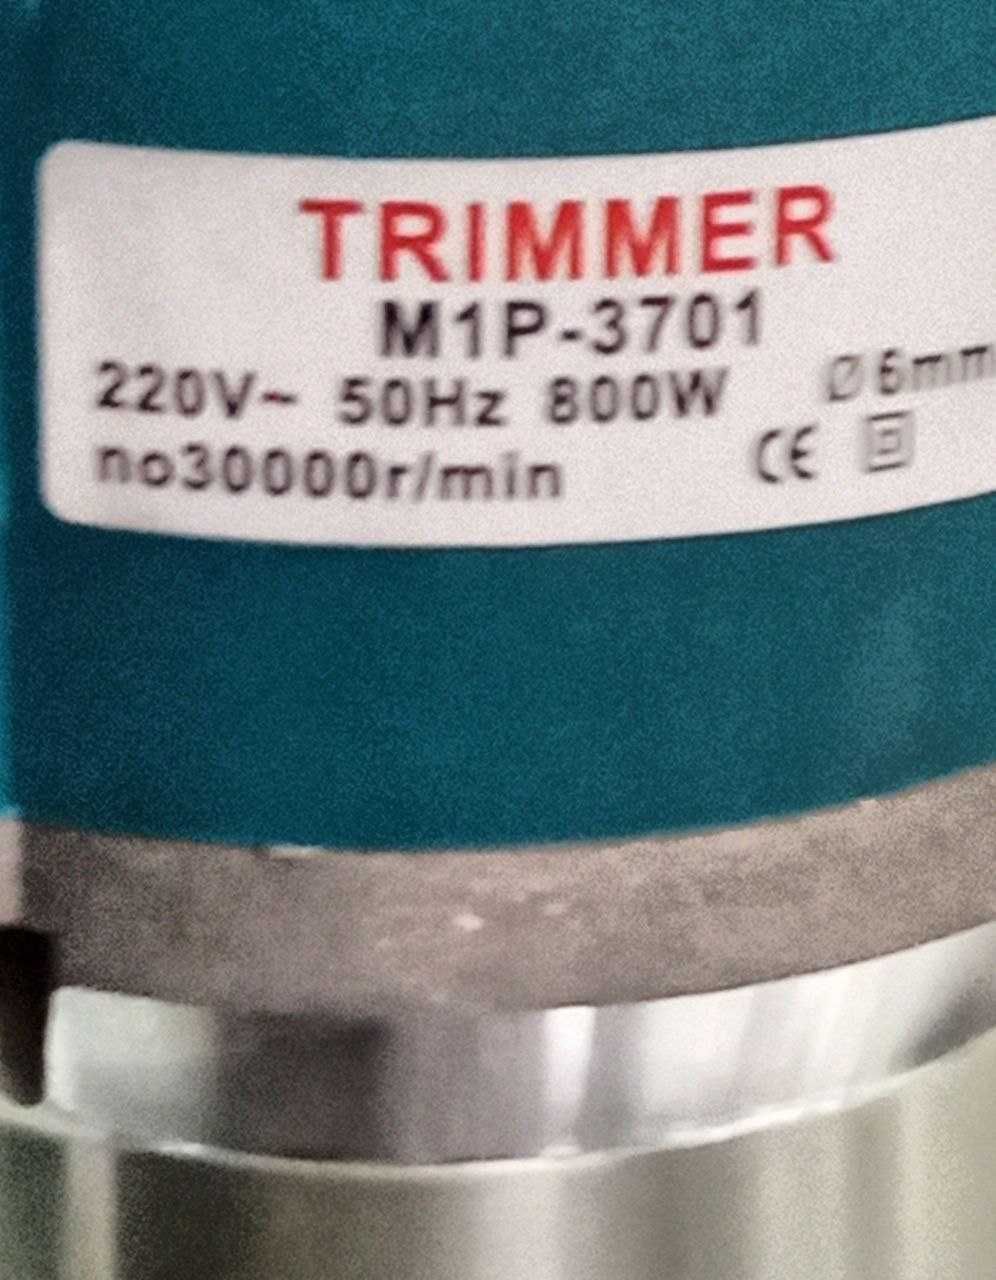 TRIMMER
M1P-3701
220V~ 50Hz 800W Ø6mm
no30000r/min CE